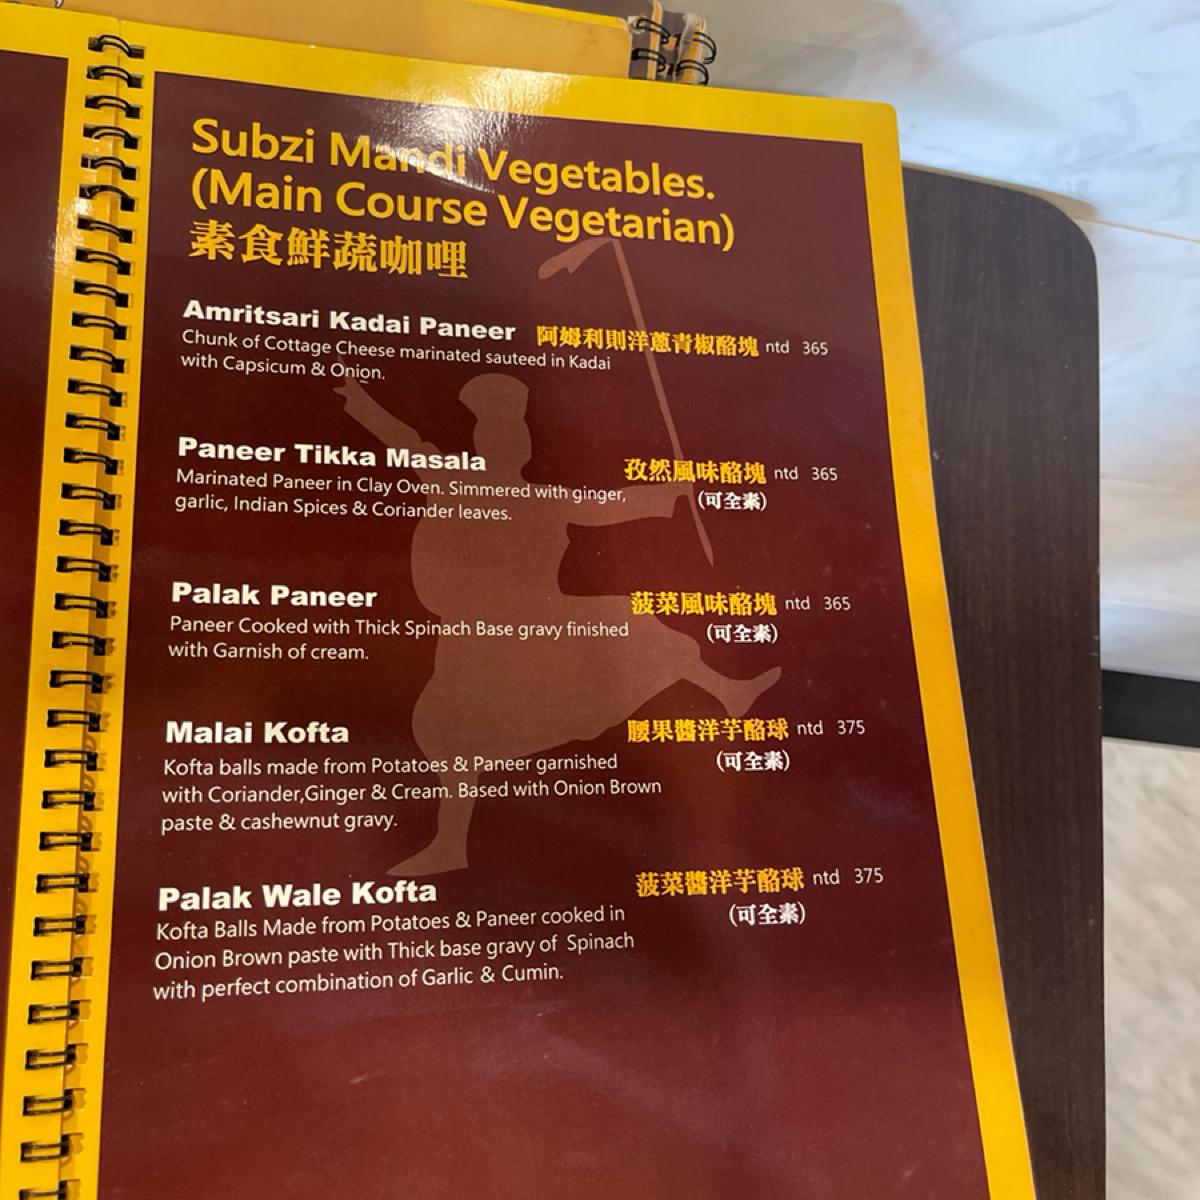 Subzi Mandi Vegetables.
(Main Course Vegetarian)
素食鮮蔬咖哩
Amritsari Kadai Paneer 阿姆利則洋蔥青椒酪塊 ntd 365
Chunk of Cottage Cheese marinated sauteed in Kadai
with Capsicum & Onion.
Paneer Tikka Masala 孜然風味酪塊 ntd 365
(可全素)
Marinated Paneer in Clay Oven. Simmered with ginger,
garlic, Indian Spices & Coriander leaves.
Palak Paneer 菠菜風味酪塊 ntd 365
(可全素)
Paneer Cooked with Thick Spinach Base gravy finished
with Garnish of cream.
Malai Kofta 腰果醬洋芋酪球 ntd 375
(可全素)
Kofta balls made from Potatoes & Paneer garnished
with Coriander,Ginger & Cream. Based with Onion Brown
paste & cashewnut gravy.
Palak Wale Kofta 菠菜醬洋芋酪球 ntd 375
(可全素)
Kofta Balls Made from Potatoes & Paneer cooked in
Onion Brown paste with Thick base gravy of Spinach
with perfect combination of Garlic & Cumin.